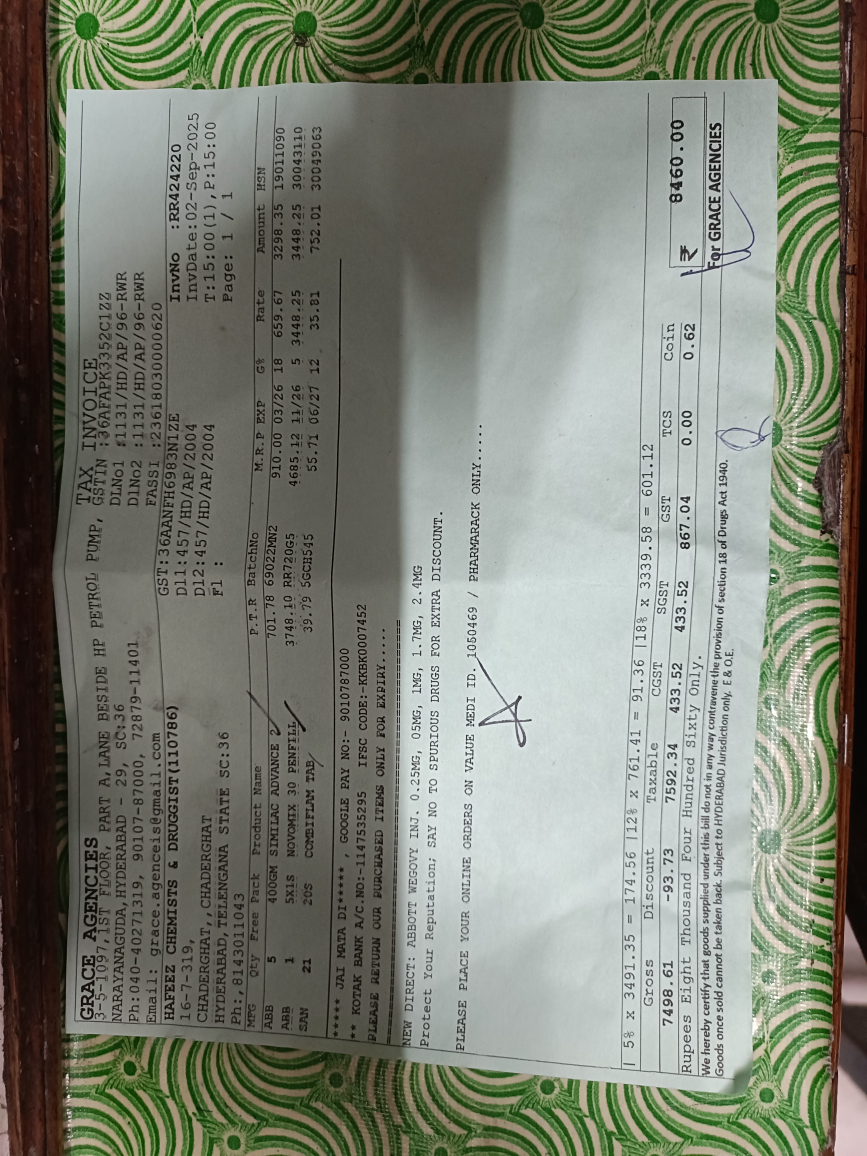 TAX INVOICE
GRACE AGENCIES
3-5-1097,1ST FLOOR, PART A,LANE BESIDE HP PETROL PUMP,
NARAYANAGUDA,HYDERABAD - 29, SC:36
Ph:040-40271319, 90107-87000, 72879-11401
Email: grace.agenceis@gmail.com
GSTIN :36AFAPK3352C1ZZ
DLNo1 :1131/HD/AP/96-RWR
DlNo2 :1131/HD/AP/96-RWR
FASSI :23618030000620
HAFEEZ CHEMISTS & DRUGGIST(110786)
16-7-319,
CHADERGHAT,,CHADERGHAT
HYDERABAD,TELENGANA STATE SC:36
Ph:,8143011043
GST:36AANFH6983N1ZE
Dl1:457/HD/AP/2004
Dl2:457/HD/AP/2004
Fl :
InvNo :RR424220
InvDate:02-Sep-2025
T:15:00(1),P:15:00
Page: 1 / 1
MFG Qty Free Pack Product Name P.T.R BatchNo M.R.P EXP G% Rate Amount HSN
ABB 5 400GM SIMILAC ADVANCE 2 701.78 69022MN2 910.00 03/26 18 659.67 3298.35 19011090
ABB 1 5X1S NOVOMIX 30 PENFILL 3748.10 RR720G5 4685.12 11/26 5 3448.25 3448.25 30043110
SAN 21 20S COMBIFLAM TAB 39.79 5GCH545 55.71 06/27 12 35.81 752.01 30049063
***** JAI MATA DI***** , GOOGLE PAY NO:- 9010787000
** KOTAK BANK A/C.NO:-1147535295 IFSC CODE:-KKBK0007452
PLEASE RETURN OUR PURCHASED ITEMS ONLY FOR EXPIRY.....
NEW DIRECT: ABBOTT WEGOVY INJ. 0.25MG, 05MG, 1MG, 1.7MG, 2.4MG
Protect Your Reputation; SAY NO TO SPURIOUS DRUGS FOR EXTRA DISCOUNT.
PLEASE PLACE YOUR ONLINE ORDERS ON VALUE MEDI ID. 1050469 / PHARMARACK ONLY......
| 5% x 3491.35 = 174.56 |12% x 761.41 = 91.36 |18% x 3339.58 = 601.12
Gross Discount Taxable CGST SGST GST TCS Coin
7498.61 -93.73 7592.34 433.52 433.52 867.04 0.00 0.62
₹ 8460.00
Rupees Eight Thousand Four Hundred Sixty Only.
We hereby certify that goods supplied under this bill do not in any way contravene the provision of section 18 of Drugs Act 1940.
Goods once sold cannot be taken back. Subject to HYDERABAD Jurisdiction only. E & O.E.
For GRACE AGENCIES